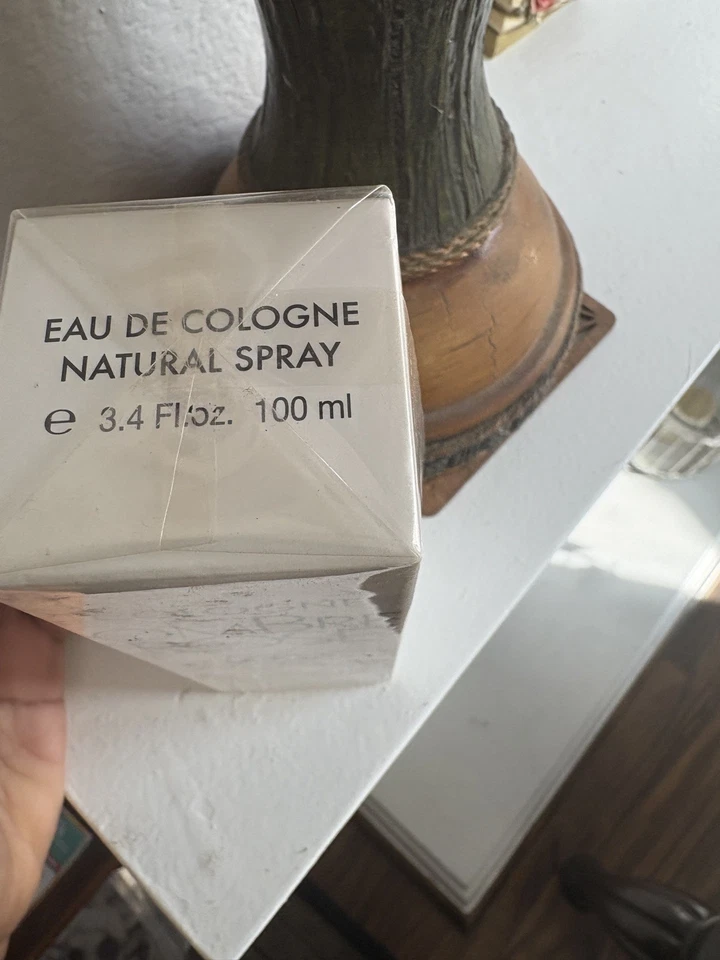 EAU DE COLOGNE
NATURAL SPRAY
℮ 3.4 Fl.oz. 100 ml